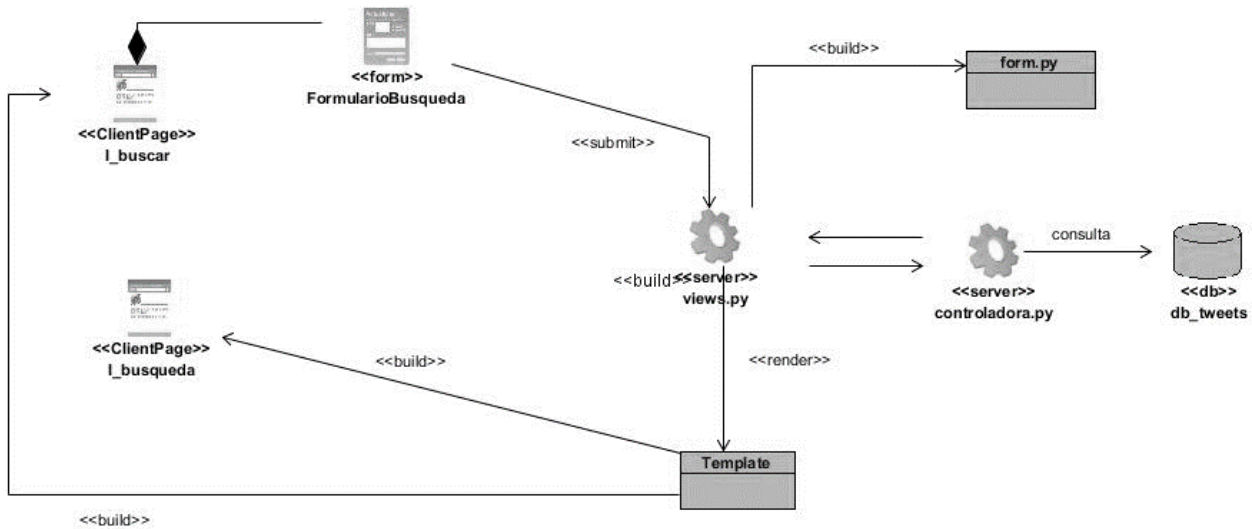 <<build>>
form.py
<<form>>
FormularioBusqueda
<<ClientPage>>
I_buscar
<<submit>>
consulta
<<build>>
<<server>>
views.py
<<server>>
controladora.py
<<db>>
db_tweets
<<ClientPage>>
I_busqueda
<<build>>
<<render>>
Template
<<build>>